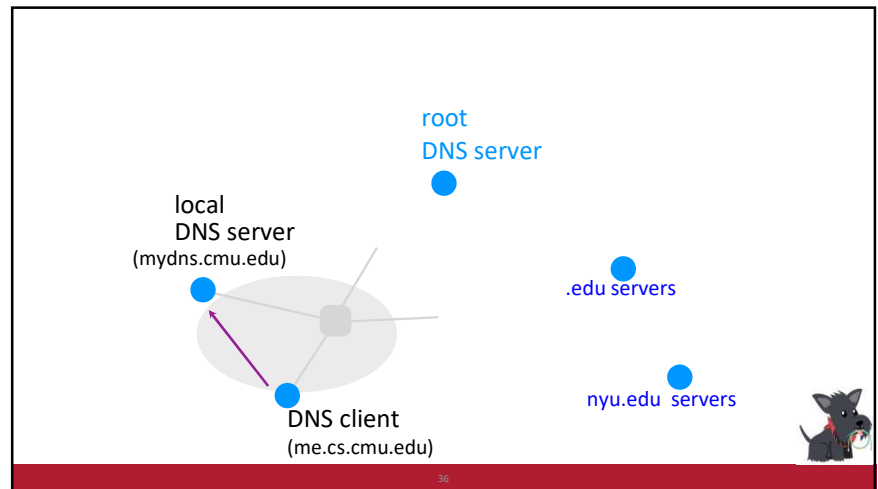 root
DNS server
local
DNS server
(mydns.cmu.edu)
.edu servers
nyu.edu servers
DNS client
(me.cs.cmu.edu)
36